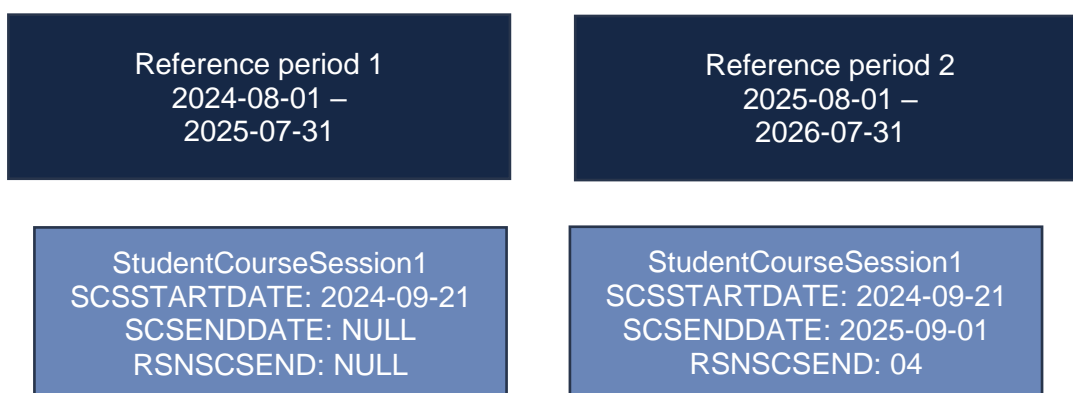 Reference period 1
2024-08-01 –
2025-07-31
Reference period 2
2025-08-01 –
2026-07-31
StudentCourseSession1
SCSSTARTDATE: 2024-09-21
SCSENDDATE: NULL
RSNSCSEND: NULL
StudentCourseSession1
SCSSTARTDATE: 2024-09-21
SCSENDDATE: 2025-09-01
RSNSCSEND: 04